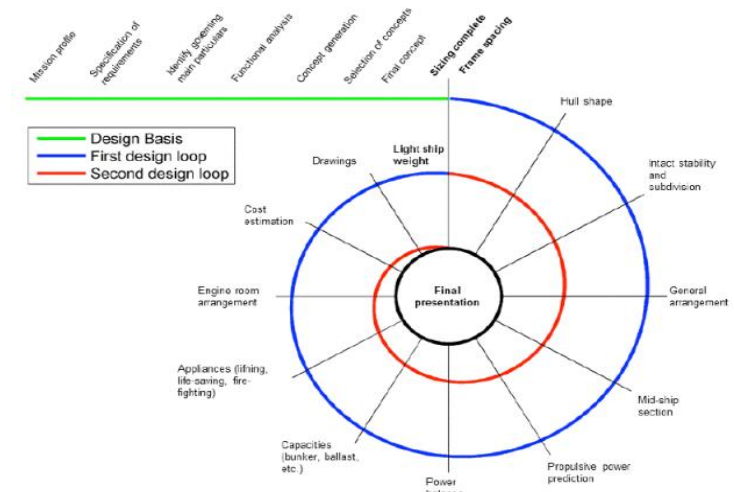 Mission profile
Specification of
requirements
Identify governing
main particulars
Functional analysis
Concept generation
Selection of concepts
Final concept
Sizing complete
Frame spacing
Design Basis
First design loop
Second design loop
Hull shape
Intact stability
and
subdivision
General
arrangement
Mid-ship
section
Propulsive power
prediction
Power
Capacities
(bunker, ballast,
etc.)
Appliances (lifning,
life-saving, fire-
fighting)
Engine room
arrangement
Cost
estimation
Drawings
Light ship
weight
Final
presentation